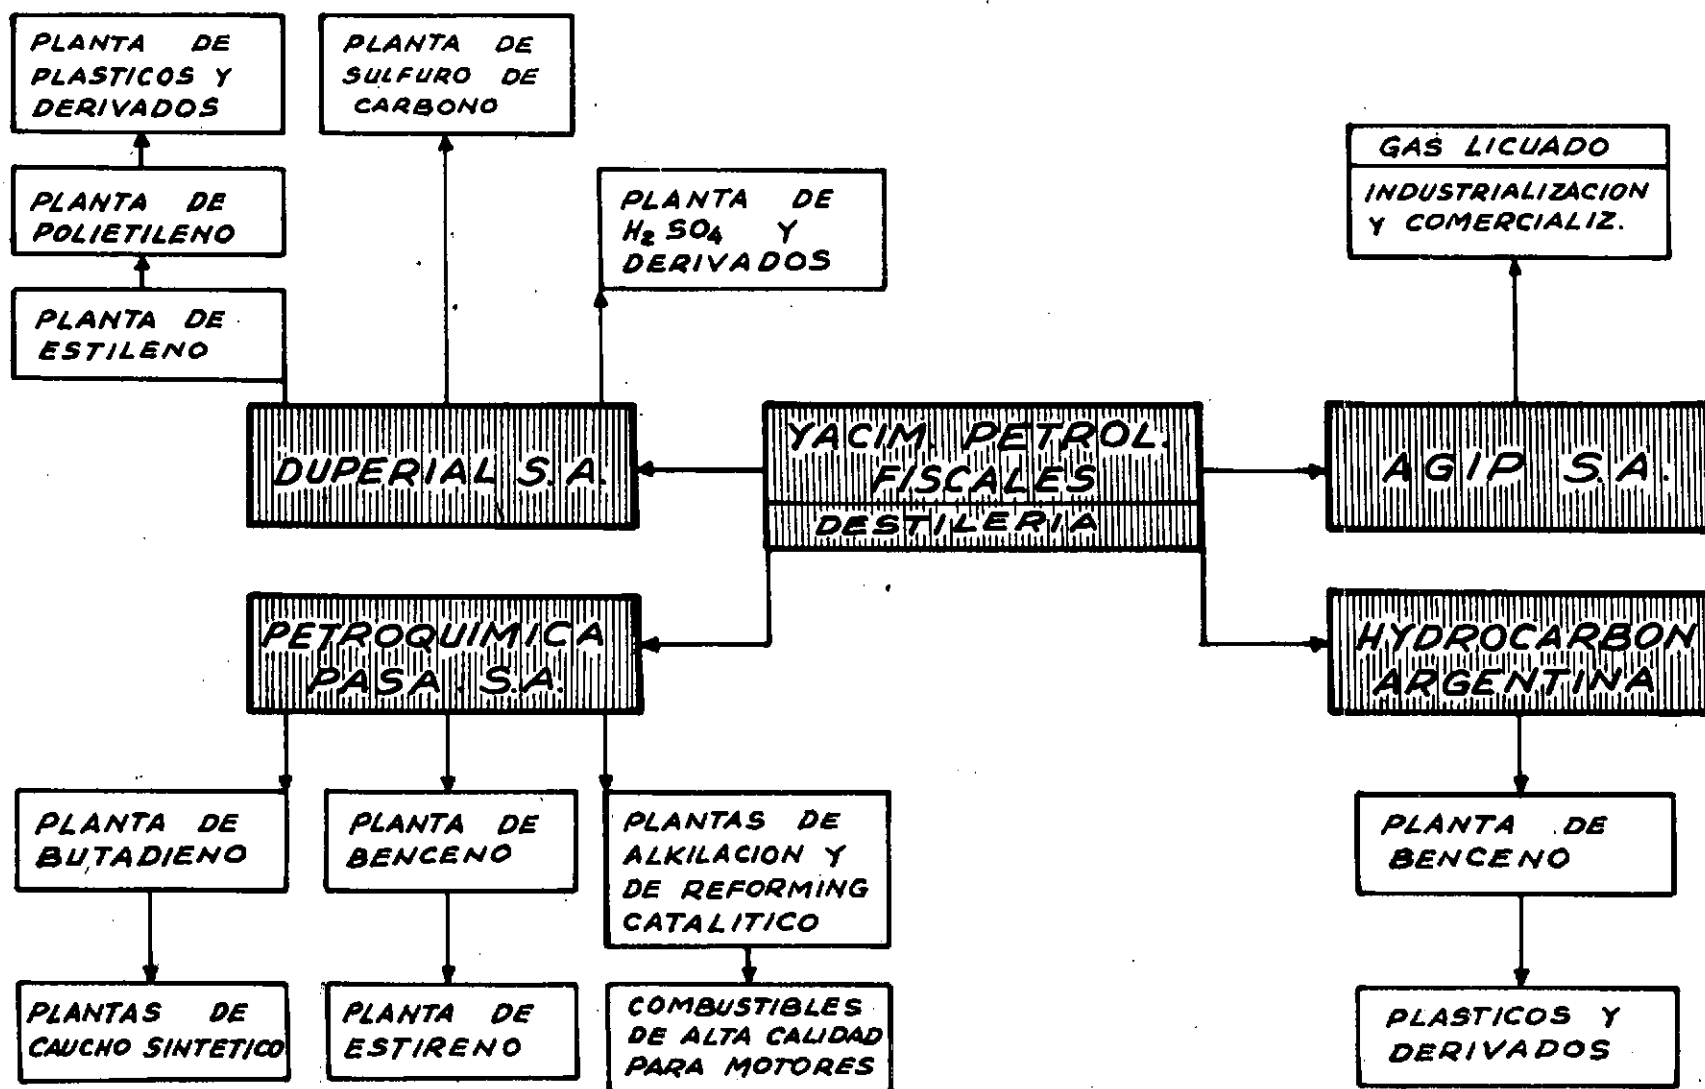 PLANTA DE
PLASTICOS Y
DERIVADOS
PLANTA DE
SULFURO DE
CARBONO
GAS LICUADO
INDUSTRIALIZACION
Y COMERCIALIZ.
PLANTA DE
POLIETILENO
PLANTA DE
H₂ SO₄ Y
DERIVADOS
PLANTA DE
ESTILENO
DUPERIAL S.A.
YACIM. PETROL.
FISCALES
DESTILERIA
AGIP S.A.
PETROQUIMICA
PASA. S.A.
HYDROCARBON
ARGENTINA
PLANTA DE
BUTADIENO
PLANTA DE
BENCENO
PLANTAS DE
ALKILACION Y
DE REFORMING
CATALITICO
PLANTA DE
BENCENO
PLANTAS DE
CAUCHO SINTETICO
PLANTA DE
ESTIRENO
COMBUSTIBLES
DE ALTA CALIDAD
PARA MOTORES
PLASTICOS Y
DERIVADOS